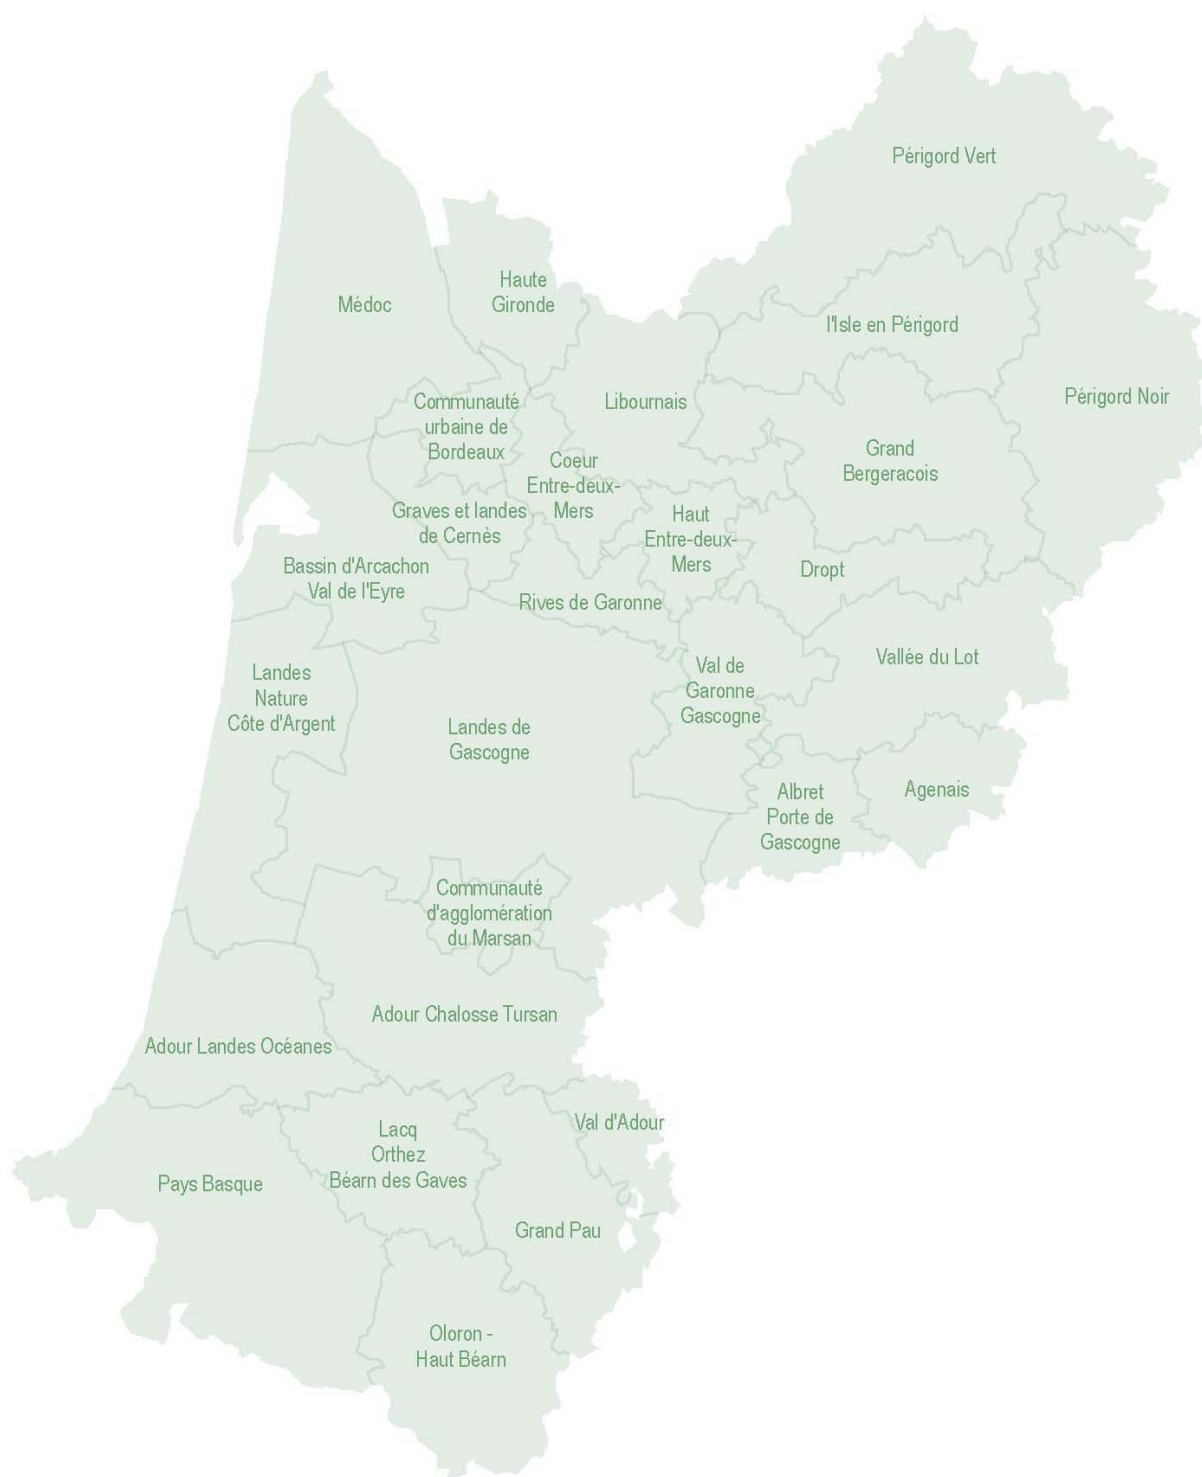 Périgord Vert
Haute
Gironde
Médoc
l'Isle en Périgord
Périgord Noir
Communauté
urbaine de
Bordeaux
Libournais
Grand
Bergeracois
Coeur
Entre-deux-
Mers
Graves et landes
de Cernès
Haut
Entre-deux-
Mers
Bassin d'Arcachon
Val de l'Eyre
Dropt
Rives de Garonne
Landes
Nature
Côte d'Argent
Val de
Garonne
Gascogne
Vallée du Lot
Landes de
Gascogne
Albret
Porte de
Gascogne
Agenais
Communauté
d'agglomération
du Marsan
Adour Chalosse Tursan
Adour Landes Océanes
Val d'Adour
Lacq
Orthez
Béarn des Gaves
Pays Basque
Grand Pau
Oloron -
Haut Béarn